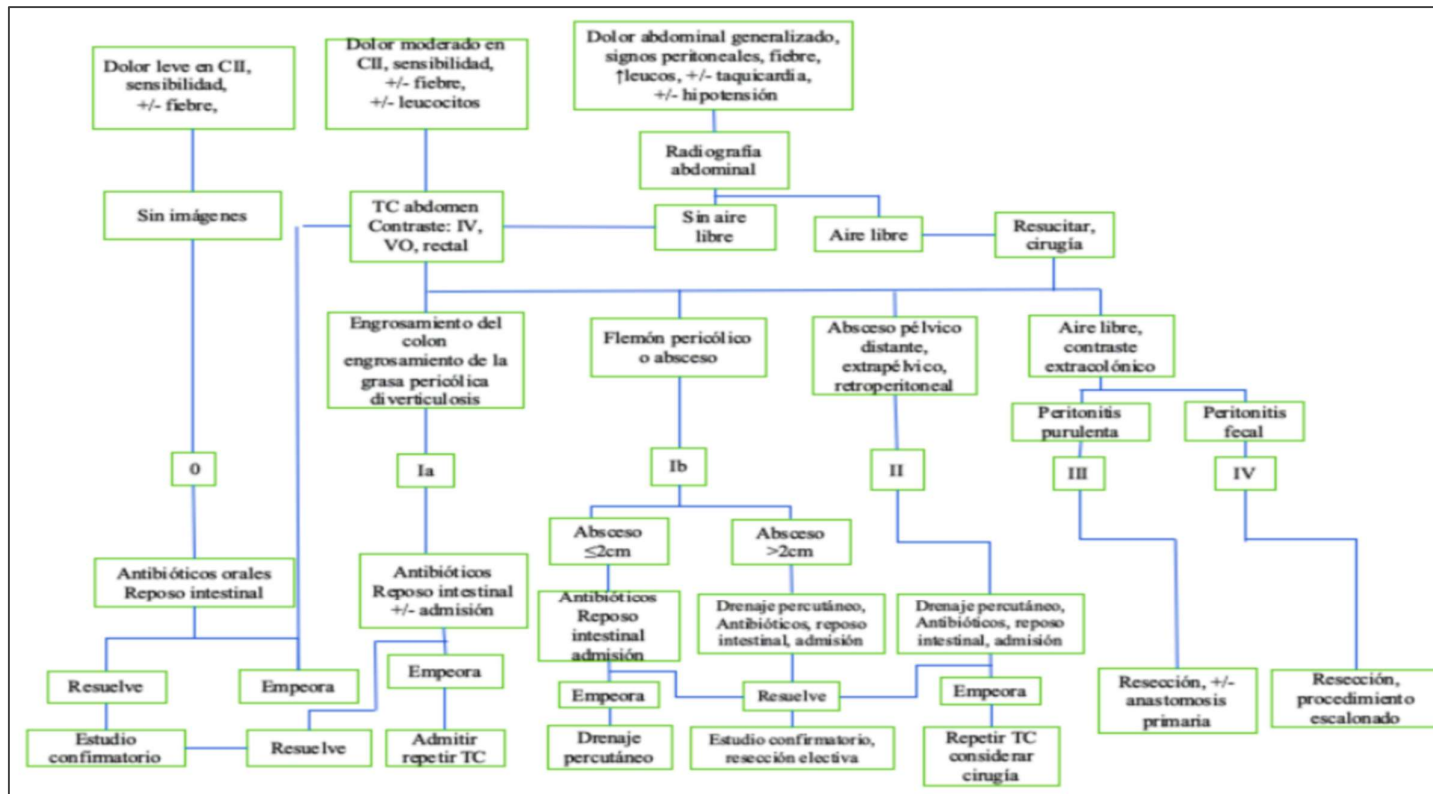 Dolor leve en CII,
sensibilidad,
+/- fiebre,
Dolor moderado en
CII, sensibilidad,
+/- fiebre,
+/- leucocitos
Dolor abdominal generalizado,
signos peritoneales, fiebre,
↑leucos, +/- taquicardia,
+/- hipotensión
Radiografía
abdominal
Sin imágenes
TC abdomen
Contraste: IV,
VO, rectal
Sin aire
libre
Aire libre
Resucitar,
cirugía
Engrosamiento del
colon
engrosamiento de la
grasa pericólica
diverticulosis
Flemón pericólico
o absceso
Absceso pélvico
distante,
extrapélvico,
retroperitoneal
Aire libre,
contraste
extracolónico
Peritonitis
purulenta
Peritonitis
fecal
0
Ia
Ib
II
III
IV
Absceso
≤2cm
Absceso
>2cm
Antibióticos orales
Reposo intestinal
Antibióticos
Reposo intestinal
+/- admisión
Antibióticos
Reposo
intestinal
admisión
Drenaje percutáneo,
Antibióticos, reposo
intestinal, admisión
Drenaje percutáneo,
Antibióticos, reposo
intestinal, admisión
Resuelve
Empeora
Empeora
Empeora
Resuelve
Empeora
Resección, +/-
anastomosis
primaria
Resección,
procedimiento
escalonado
Estudio
confirmatorio
Resuelve
Admitir
repetir TC
Drenaje
percutáneo
Estudio confirmatorio,
resección electiva
Repetir TC
considerar
cirugía